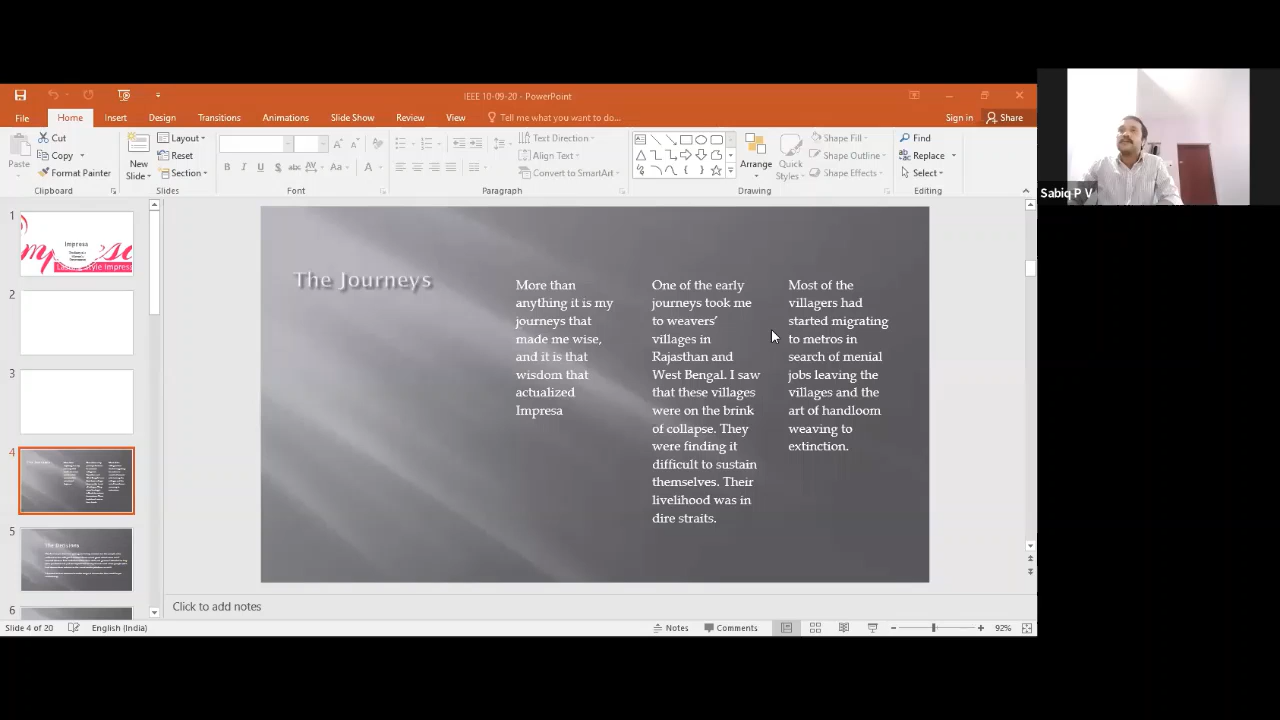 IEEE 10-09-20 - PowerPoint
File
Home
Insert
Design
Transitions
Animations
Slide Show
Review
View
Tell me what you want to do...
Sign in
Share
Paste
Cut
Copy
Format Painter
Clipboard
New
Slide
Layout
Reset
Section
Slides
Font
Text Direction
Align Text
Convert to SmartArt
Paragraph
Arrange
Quick
Styles
Shape Fill
Shape Outline
Shape Effects
Drawing
Find
Replace
Select
Editing
Sabiq P V
1
Impresa
2
3
4
5
6
The Journeys
More than
anything it is my
journeys that
made me wise,
and it is that
wisdom that
actualized
Impresa
One of the early
journeys took me
to weavers’
villages in
Rajasthan and
West Bengal. I saw
that these villages
were on the brink
of collapse. They
were finding it
difficult to sustain
themselves. Their
livelihood was in
dire straits.
Most of the
villagers had
started migrating
to metros in
search of menial
jobs leaving the
villages and the
art of handloom
weaving to
extinction.
Click to add notes
Slide 4 of 20
English (India)
Notes
Comments
92%